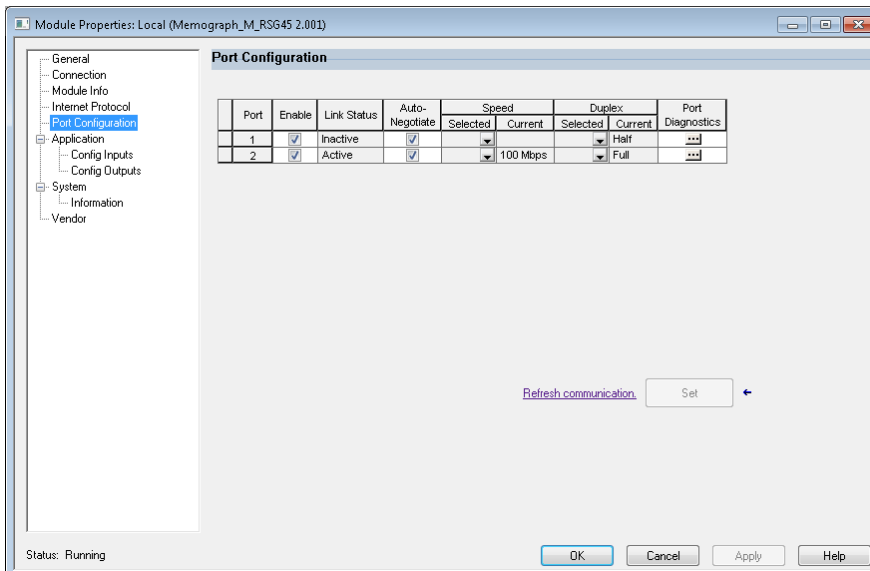 Module Properties: Local (Memograph_M_RSG45 2.001)
General
Connection
Module Info
Internet Protocol
Port Configuration
Application
Config Inputs
Config Outputs
System
Information
Vendor
Port Configuration
Port Enable Link Status Auto-Negotiate Speed Duplex Port Diagnostics
Selected Current Selected Current
1 Inactive Half ...
2 Active 100 Mbps Full ...
Refresh communication. Set
Status: Running
OK Cancel Apply Help